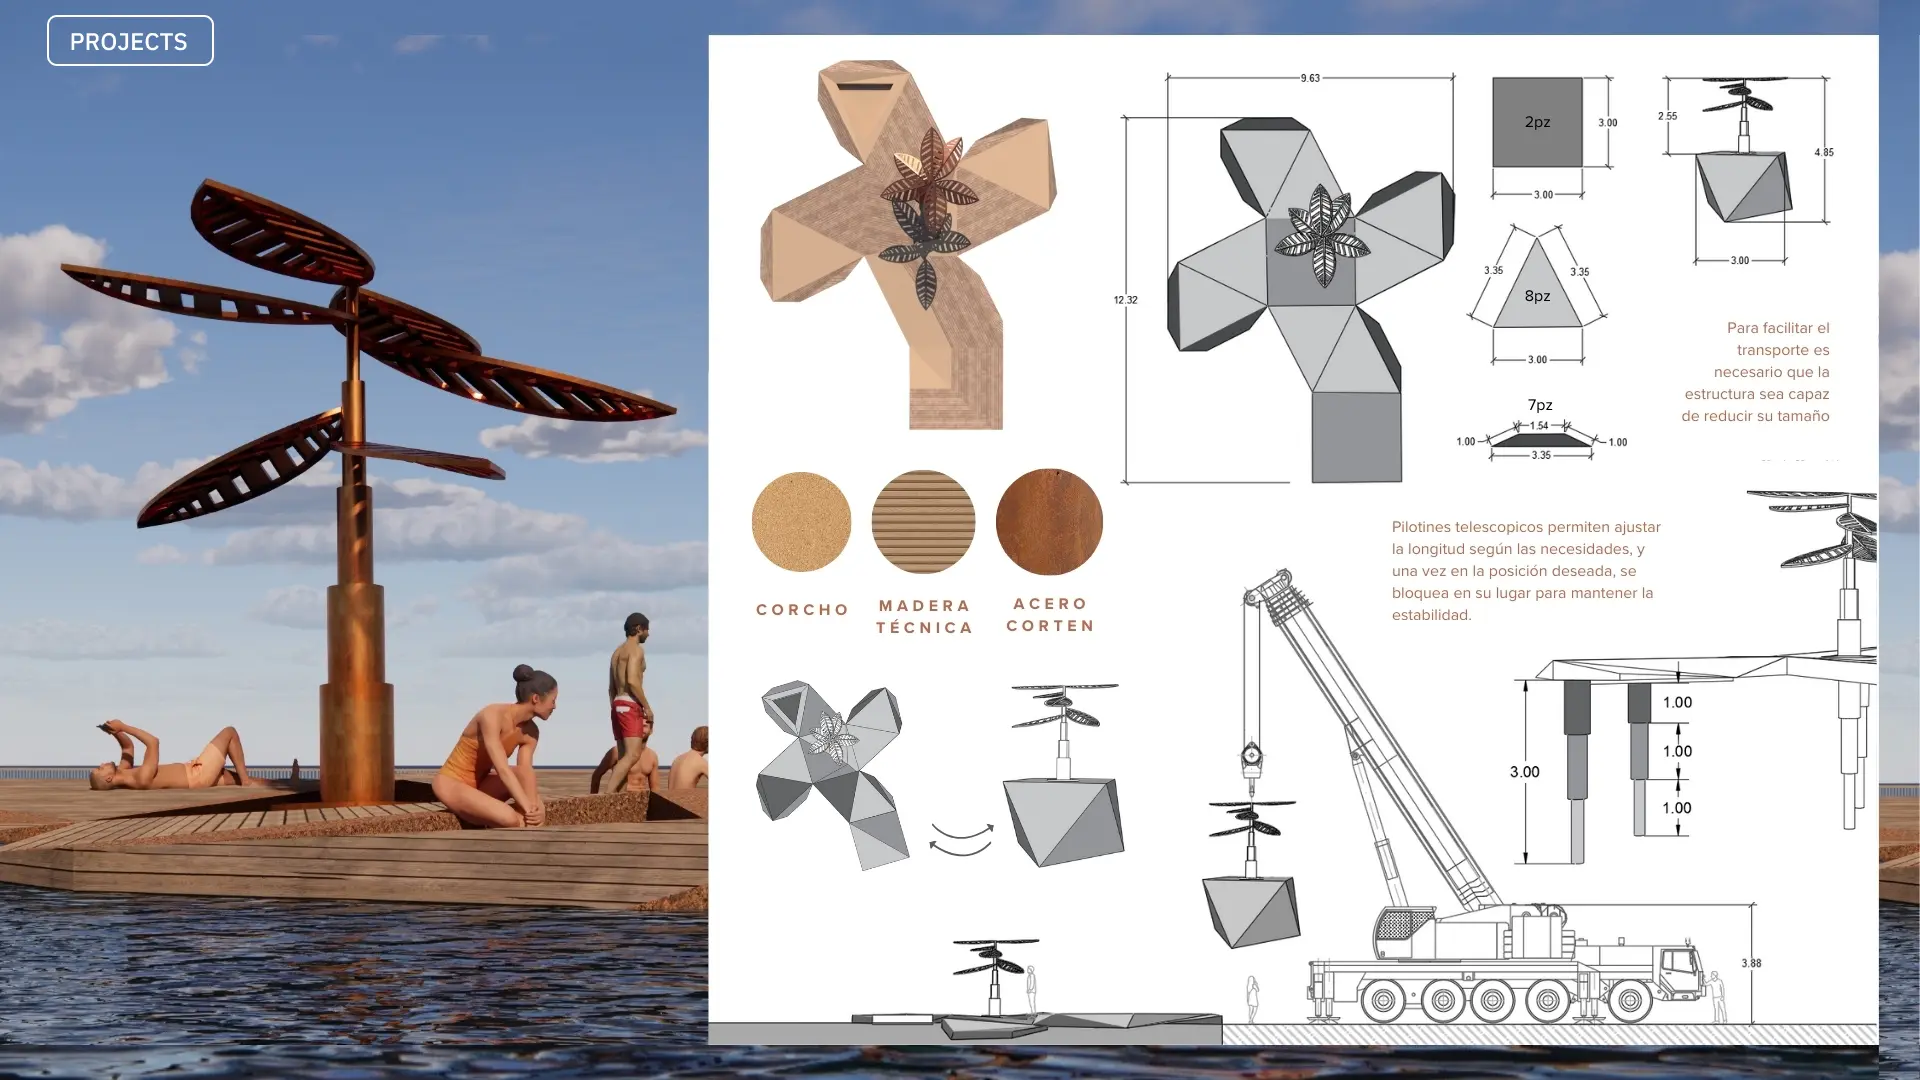 PROJECTS
9.63
12.32
2pz
3.00
3.00
2.55
4.85
3.00
3.35
3.35
8pz
3.00
7pz
1.54
1.00
1.00
3.35
Para facilitar el
transporte es
necesario que la
estructura sea capaz
de reducir su tamaño
CORCHO
MADERA
TÉCNICA
ACERO
CORTEN
Pilotines telescopicos permiten ajustar
la longitud según las necesidades, y
una vez en la posición deseada, se
bloquea en su lugar para mantener la
estabilidad.
3.00
1.00
1.00
1.00
3.88